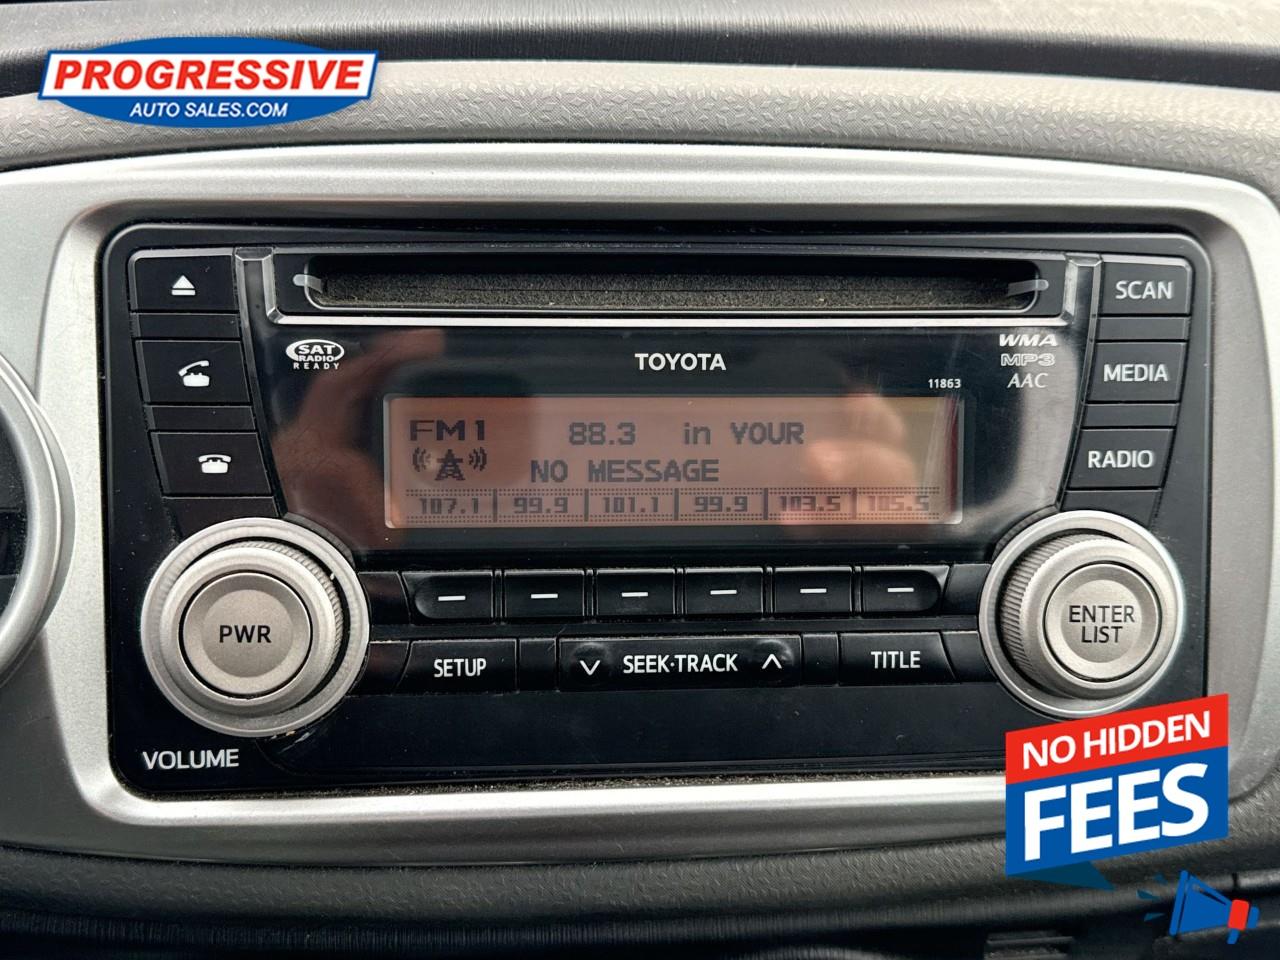 PROGRESSIVE
AUTO SALES.COM
SCAN
SAT
RADIO
READY
TOYOTA
WMA
MP3
AAC
11863
MEDIA
FM1 88.3 in YOUR
NO MESSAGE
107.1 99.9 101.1 99.9 103.5 105.5
RADIO
PWR
ENTER
LIST
SETUP
SEEK·TRACK
TITLE
VOLUME
NO HIDDEN
FEES